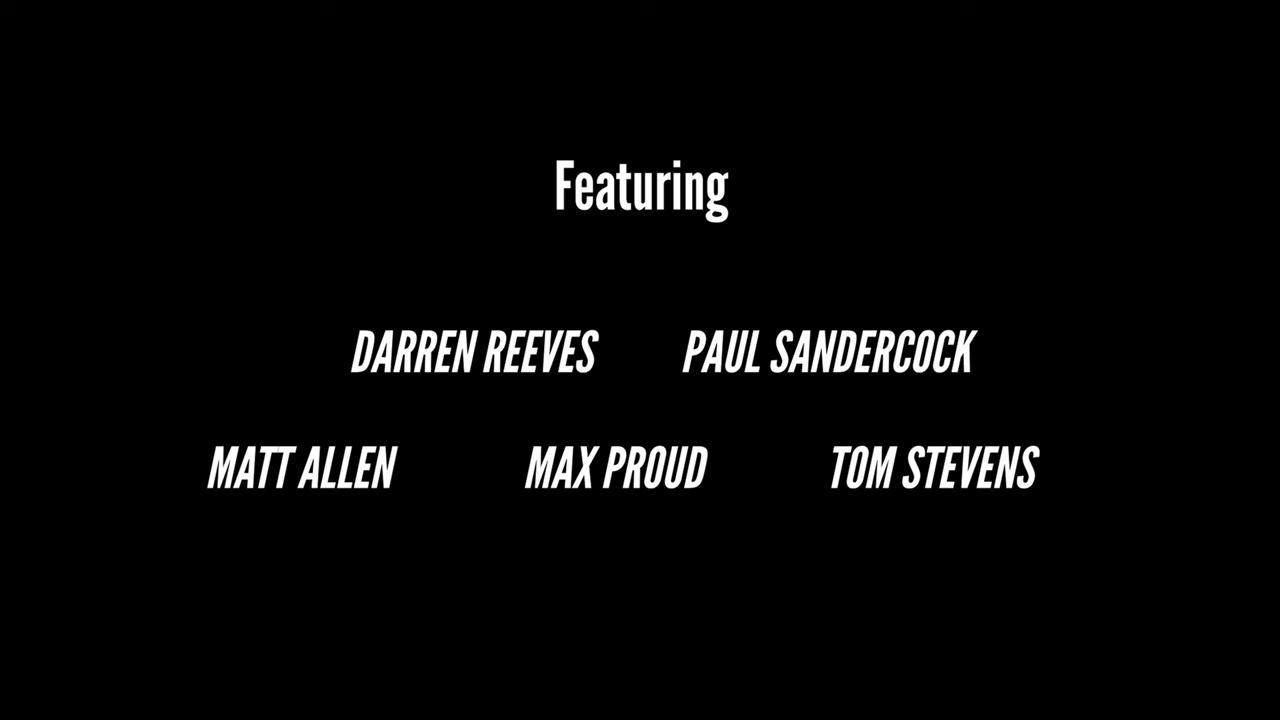 Featuring
DARREN REEVES PAUL SANDERCOCK
MATT ALLEN MAX PROUD TOM STEVENS